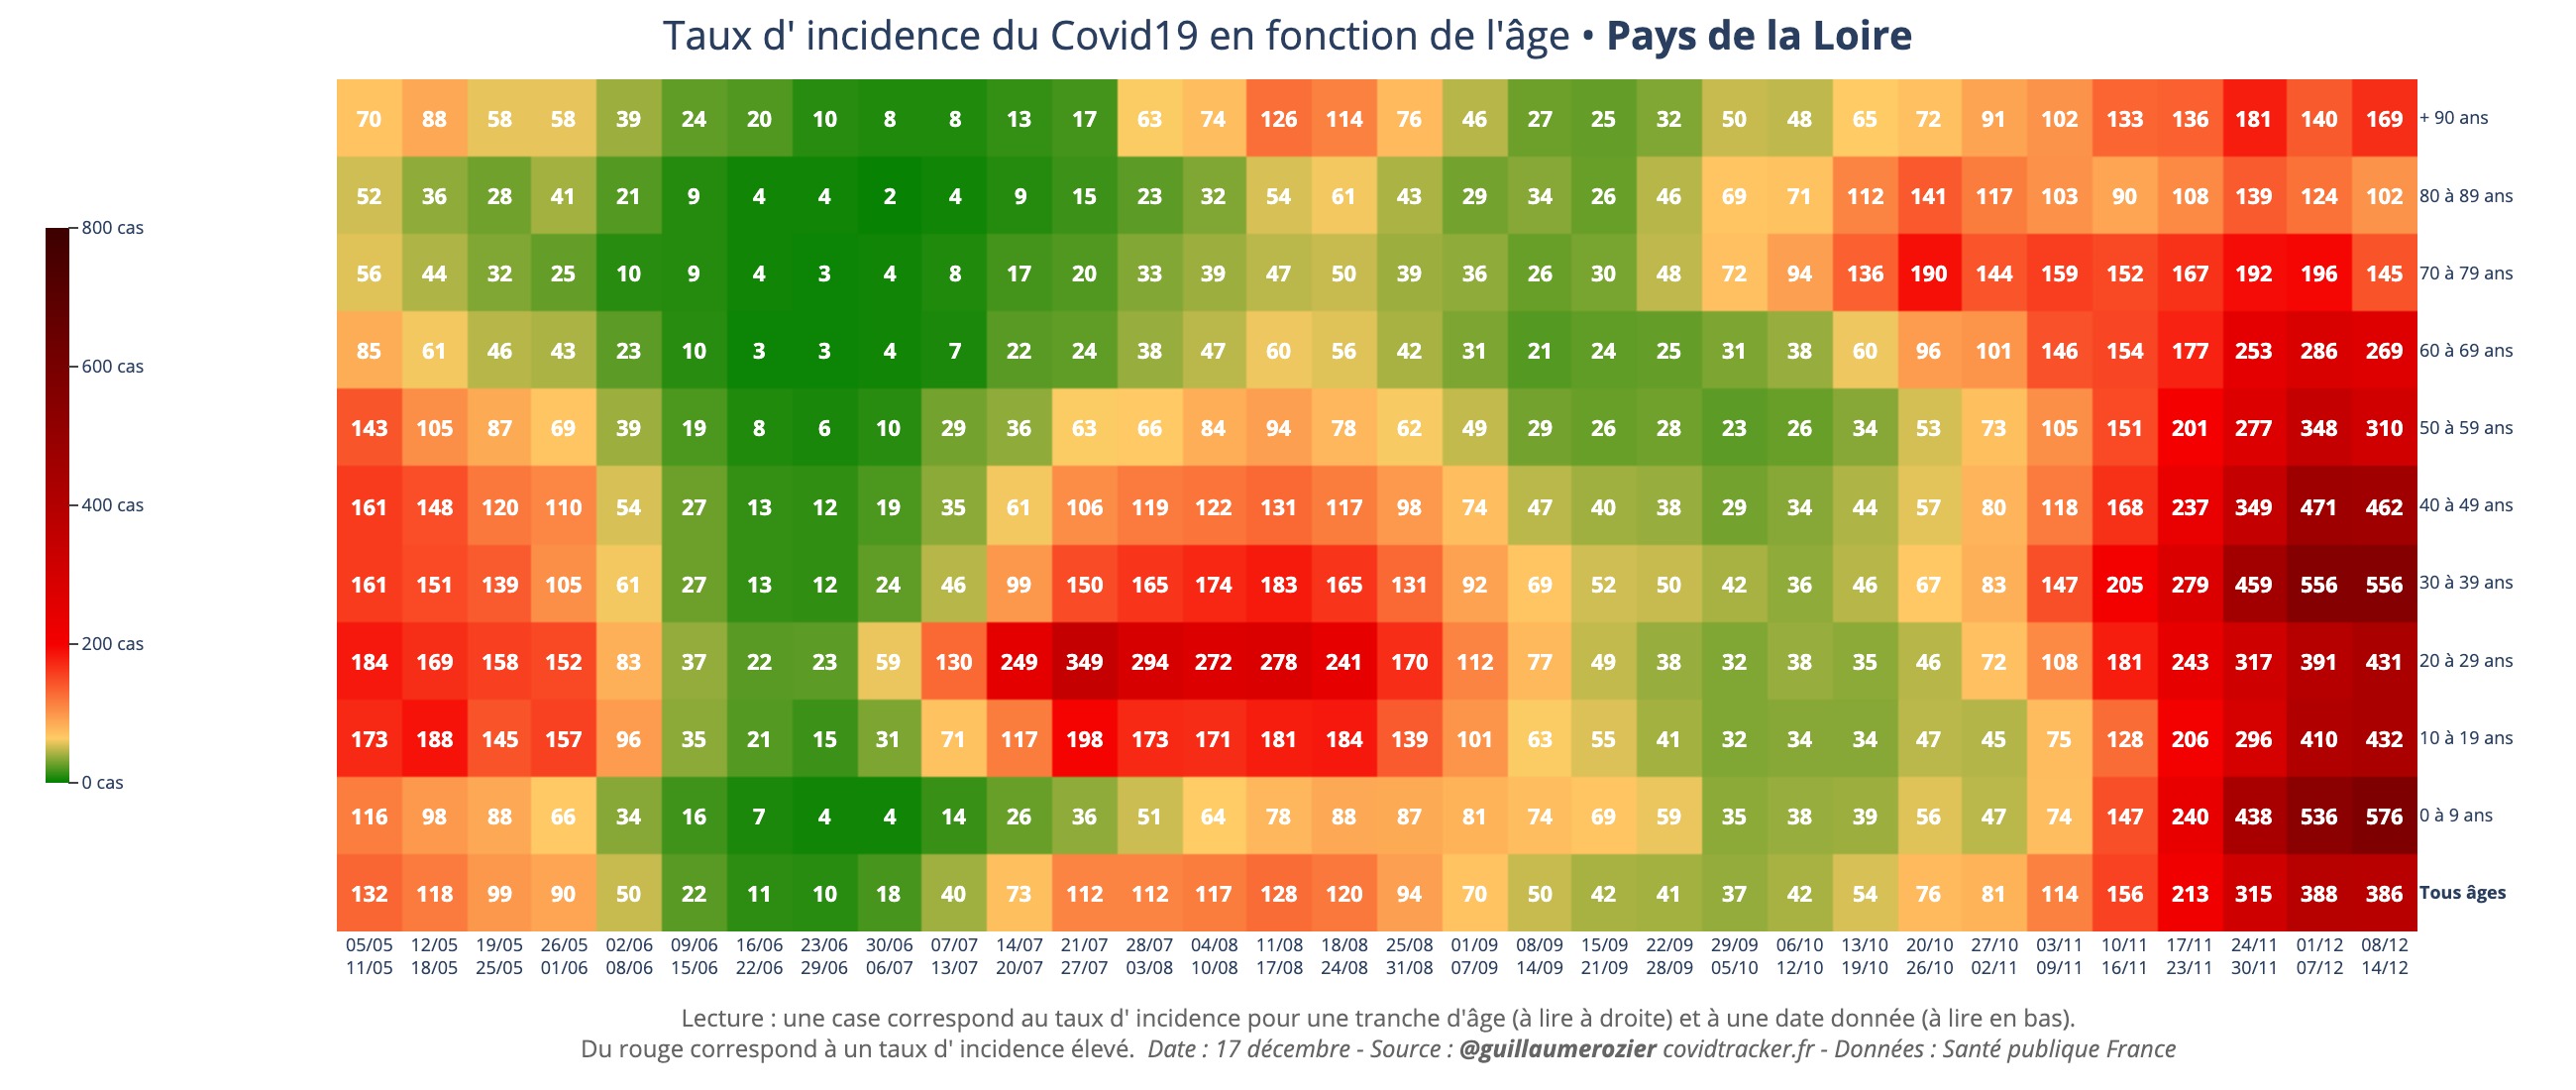 Taux d' incidence du Covid19 en fonction de l'âge • Pays de la Loire
800 cas
600 cas
400 cas
200 cas
0 cas
70 88 58 58 39 24 20 10 8 8 13 17 63 74 126 114 76 46 27 25 32 50 48 65 72 91 102 133 136 181 140 169 + 90 ans
52 36 28 41 21 9 4 4 2 4 9 15 23 32 54 61 43 29 34 26 46 69 71 112 141 117 103 90 108 139 124 102 80 à 89 ans
56 44 32 25 10 9 4 3 4 8 17 20 33 39 47 50 39 36 26 30 48 72 94 136 190 144 159 152 167 192 196 145 70 à 79 ans
85 61 46 43 23 10 3 3 4 7 22 24 38 47 60 56 42 31 21 24 25 31 38 60 96 101 146 154 177 253 286 269 60 à 69 ans
143 105 87 69 39 19 8 6 10 29 36 63 66 84 94 78 62 49 29 26 28 23 26 34 53 73 105 151 201 277 348 310 50 à 59 ans
161 148 120 110 54 27 13 12 19 35 61 106 119 122 131 117 98 74 47 40 38 29 34 44 57 80 118 168 237 349 471 462 40 à 49 ans
161 151 139 105 61 27 13 12 24 46 99 150 165 174 183 165 131 92 69 52 50 42 36 46 67 83 147 205 279 459 556 556 30 à 39 ans
184 169 158 152 83 37 22 23 59 130 249 349 294 272 278 241 170 112 77 49 38 32 38 35 46 72 108 181 243 317 391 431 20 à 29 ans
173 188 145 157 96 35 21 15 31 71 117 198 173 171 181 184 139 101 63 55 41 32 34 34 47 45 75 128 206 296 410 432 10 à 19 ans
116 98 88 66 34 16 7 4 4 14 26 36 51 64 78 88 87 81 74 69 59 35 38 39 56 47 74 147 240 438 536 576 0 à 9 ans
132 118 99 90 50 22 11 10 18 40 73 112 112 117 128 120 94 70 50 42 41 37 42 54 76 81 114 156 213 315 388 386 Tous âges
05/05 12/05 19/05 26/05 02/06 09/06 16/06 23/06 30/06 07/07 14/07 21/07 28/07 04/08 11/08 18/08 25/08 01/09 08/09 15/09 22/09 29/09 06/10 13/10 20/10 27/10 03/11 10/11 17/11 24/11 01/12 08/12
11/05 18/05 25/05 01/06 08/06 15/06 22/06 29/06 06/07 13/07 20/07 27/07 03/08 10/08 17/08 24/08 31/08 07/09 14/09 21/09 28/09 05/10 12/10 19/10 26/10 02/11 09/11 16/11 23/11 30/11 07/12 14/12
Lecture : une case correspond au taux d' incidence pour une tranche d'âge (à lire à droite) et à une date donnée (à lire en bas).
Du rouge correspond à un taux d' incidence élevé. Date : 17 décembre - Source : @guillaumerozier covidtracker.fr - Données : Santé publique France